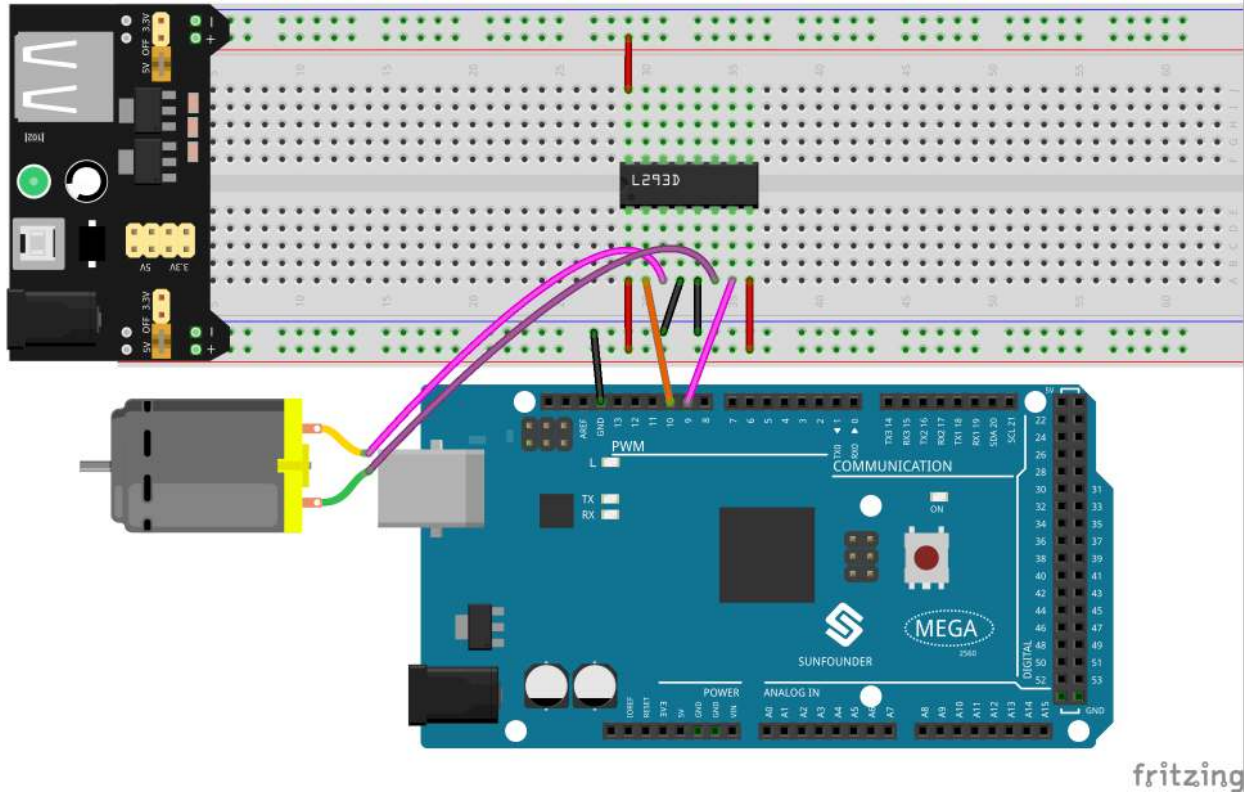 3.3V
OFF
5V
-
+
5 10 15 20 25 30 35 40 45 50 55 60
J
I
H
G
F
L293D
E
D
C
B
A
5V
3.3V
5 10 15 20 25 30 35 40 45 50 55 60
3.3V
OFF
5V
-
+
AREF GND 13 12 11 10 9 8 7 6 5 4 3 2 1 0
TX0 RX0
TX3 14 RX3 15 TX2 16 RX2 17 TX1 18 RX1 19 SDA 20 SCL 21
PWM
COMMUNICATION
L
TX
RX
ON
5V
22
24
26
28
30 31
32 33
34 35
36 37
38 39
40 41
42 43
44 45
46 47
48 49
50 51
52 53
GND
DIGITAL
MEGA
2560
SUNFOUNDER
POWER
ANALOG IN
IOREF RESET 3V3 5V GND GND VIN
A0 A1 A2 A3 A4 A5 A6 A7 A8 A9 A10 A11 A12 A13 A14 A15
fritzing